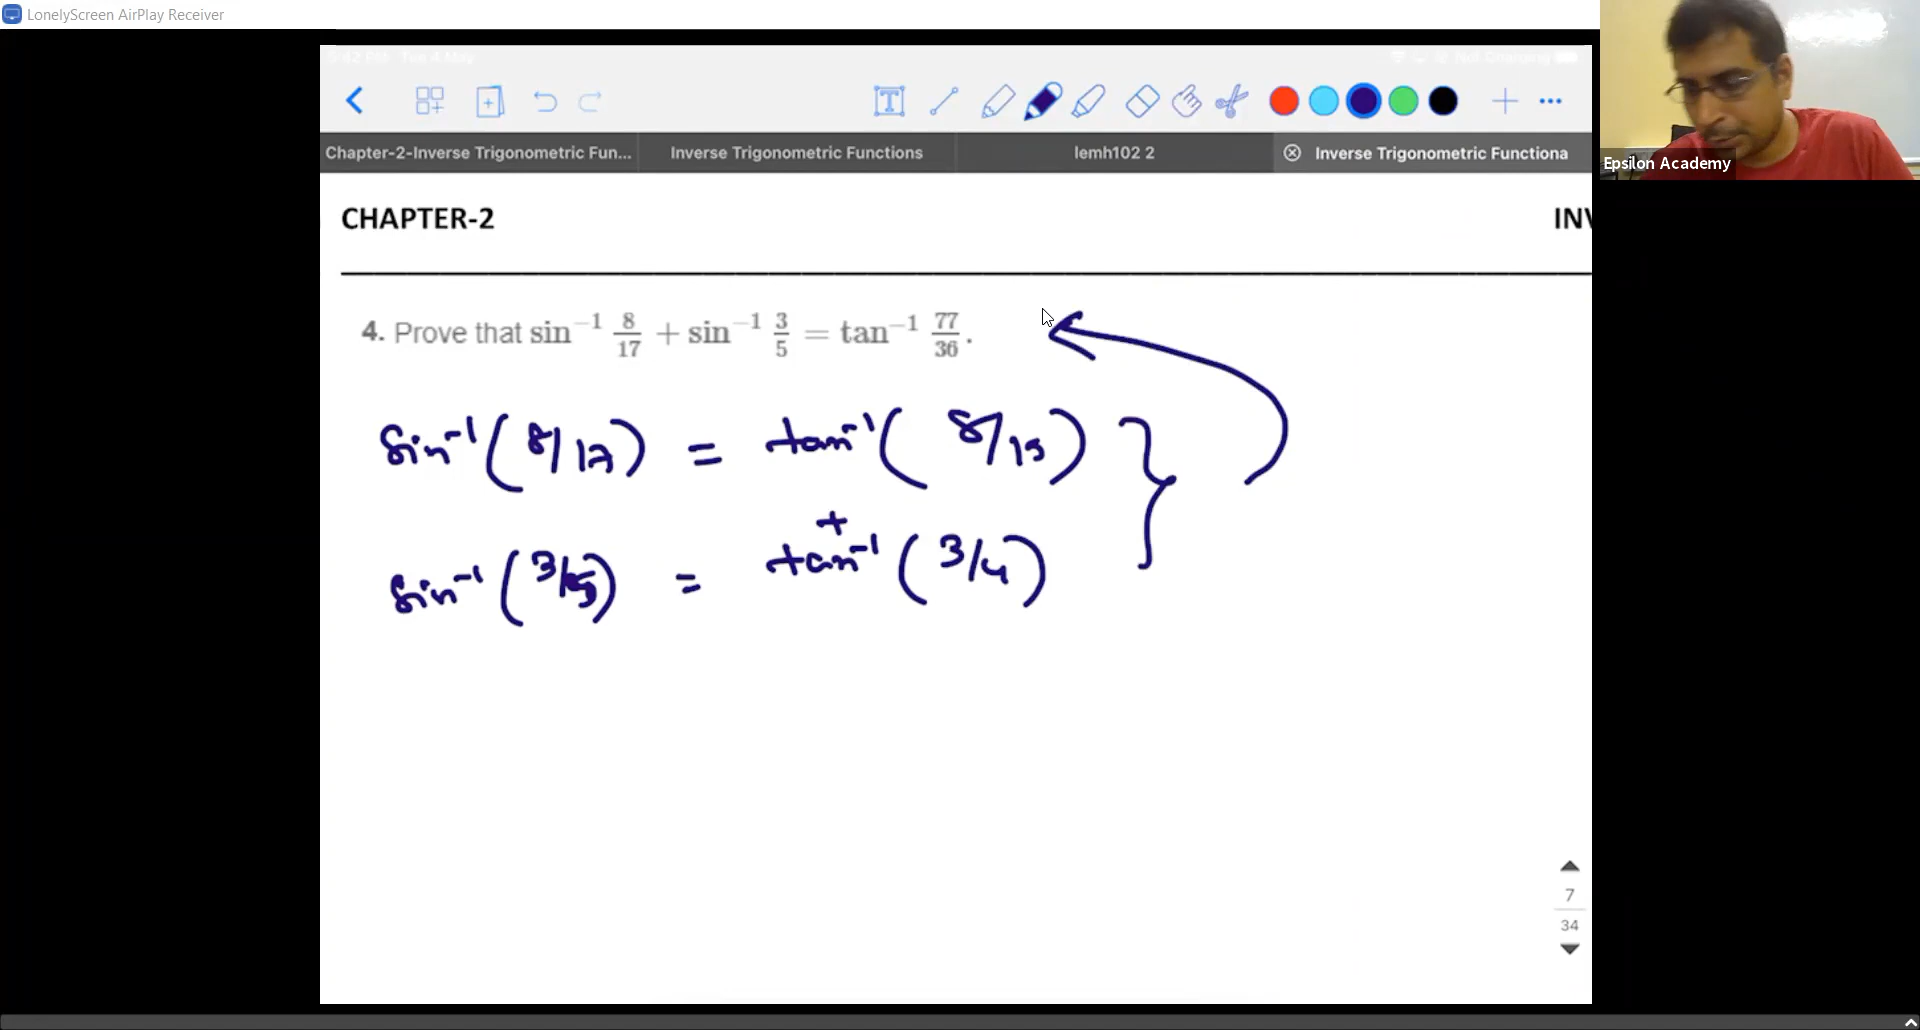 LonelyScreen AirPlay Receiver
Chapter-2-Inverse Trigonometric Fun...
Inverse Trigonometric Functions
lemh102 2
Inverse Trigonometric Functiona
Epsilon Academy
CHAPTER-2
INV
4. Prove that sin⁻¹ 8/17 + sin⁻¹ 3/5 = tan⁻¹ 77/36.
sin⁻¹(8/17) = tan⁻¹(8/15)
+
sin⁻¹(3/5) = tan⁻¹(3/4)
7
34